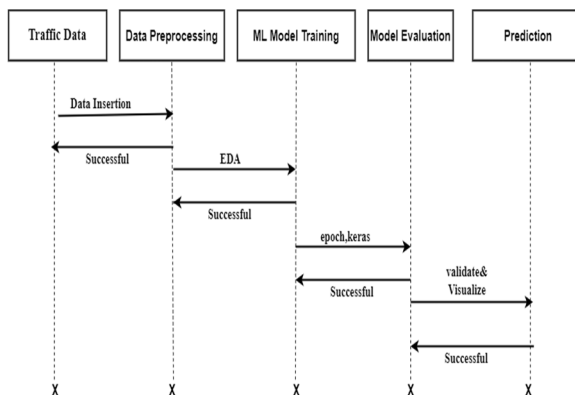 Traffic Data
Data Preprocessing
ML Model Training
Model Evaluation
Prediction
Data Insertion
Successful
EDA
Successful
epoch,keras
Successful
validate&
Visualize
Successful
X X X X X